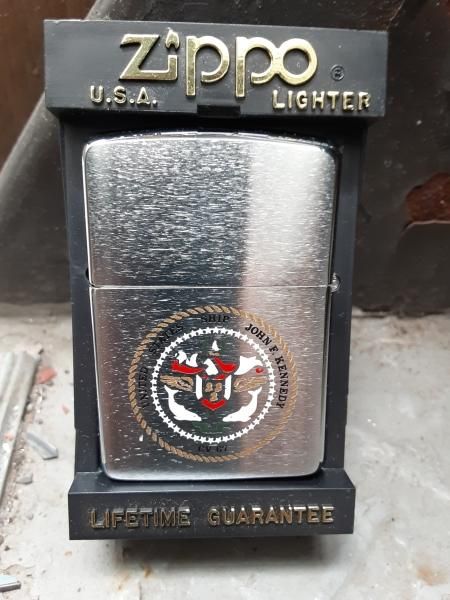 Zippo ®
U.S.A. LIGHTER
UNITED STATES SHIP JOHN F KENNEDY
CV-67
LIFETIME GUARANTEE